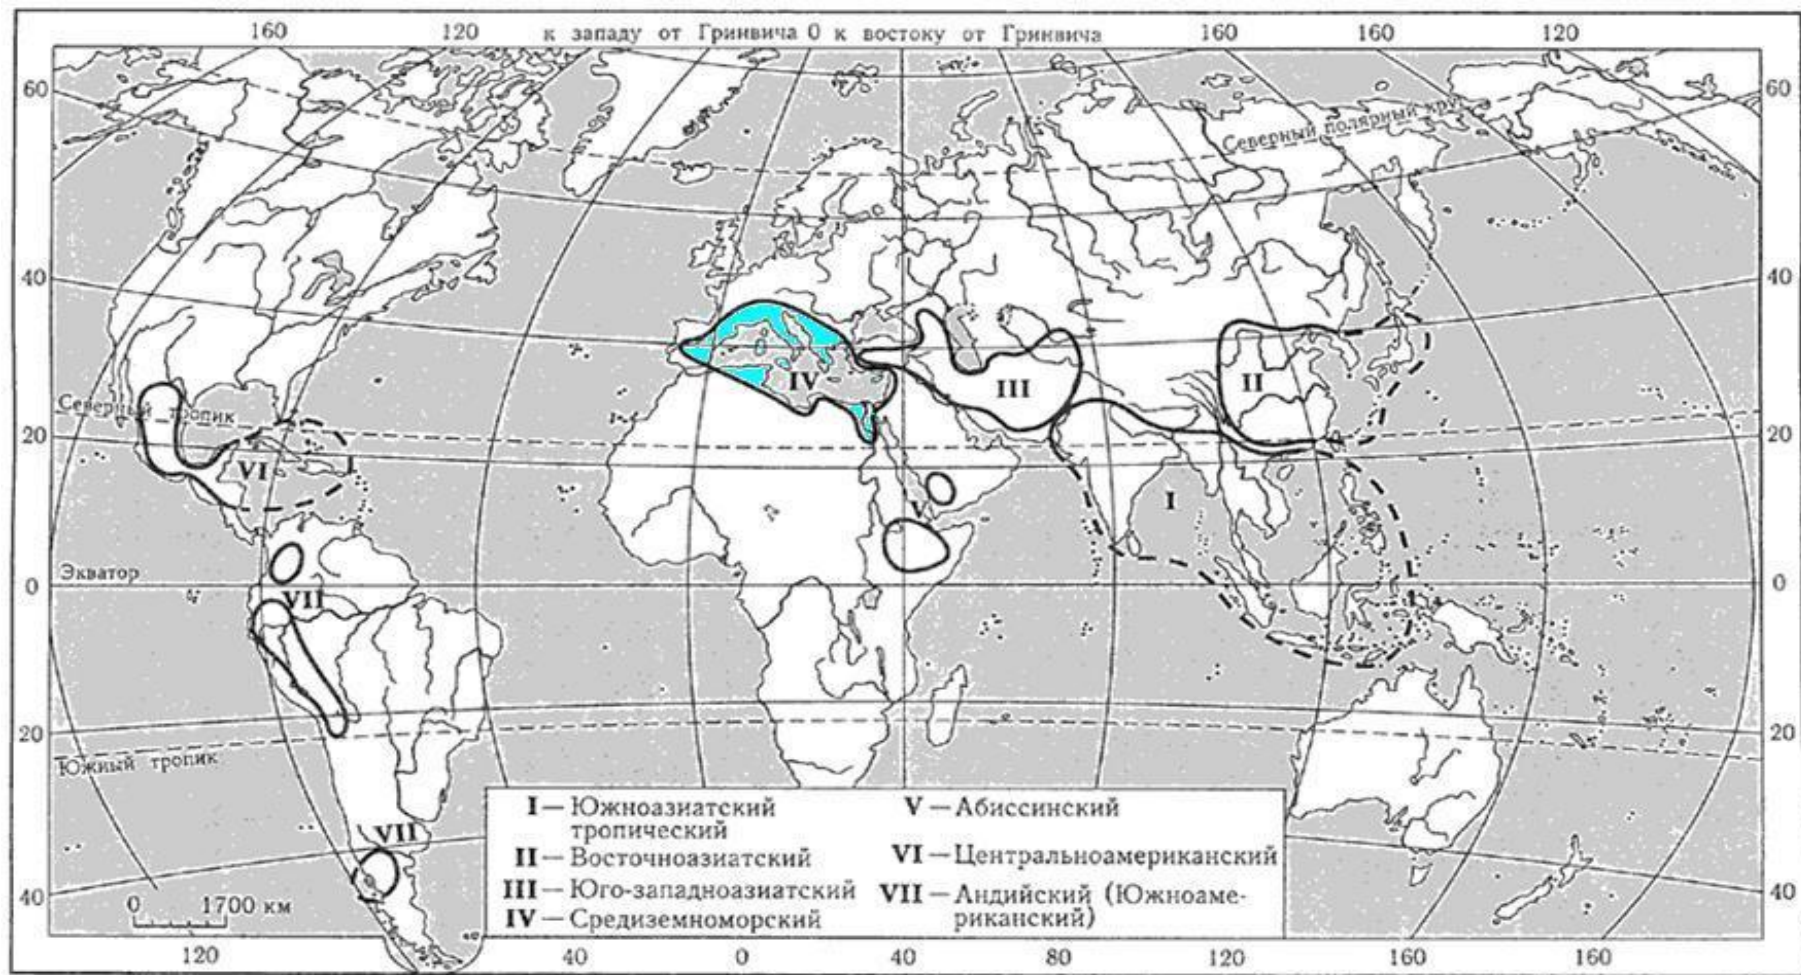 160 120 к западу от Гринвича 0 к востоку от Гринвича 160 160 120
60 60
Северный полярный круг
40 40
IV III II
Северный тропик
20 20
VI I
V
Экватор
0 0
VII
20 20
Южный тропик
VII
I — Южноазиатский тропический
II — Восточноазиатский
III — Юго-западноазиатский
IV — Средиземноморский
V — Абиссинский
VI — Центральноамериканский
VII — Андийский (Южноаме-
риканский)
40 40
0 1700 км
120 40 0 40 80 120 160 160